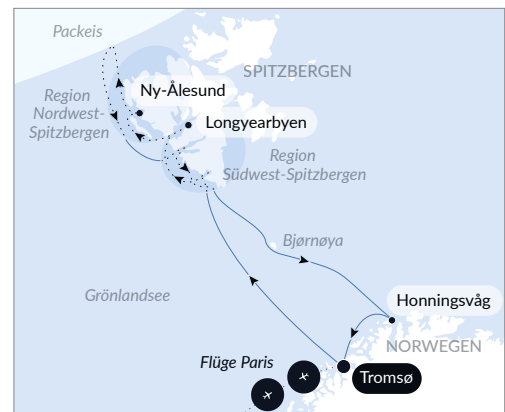 Packeis
SPITZBERGEN
Ny-Ålesund
Region
Nordwest-
Spitzbergen
Longyearbyen
Region
Südwest-Spitzbergen
Bjørnøya
Grönlandsee
Honningsvåg
NORWEGEN
Flüge Paris
Tromsø